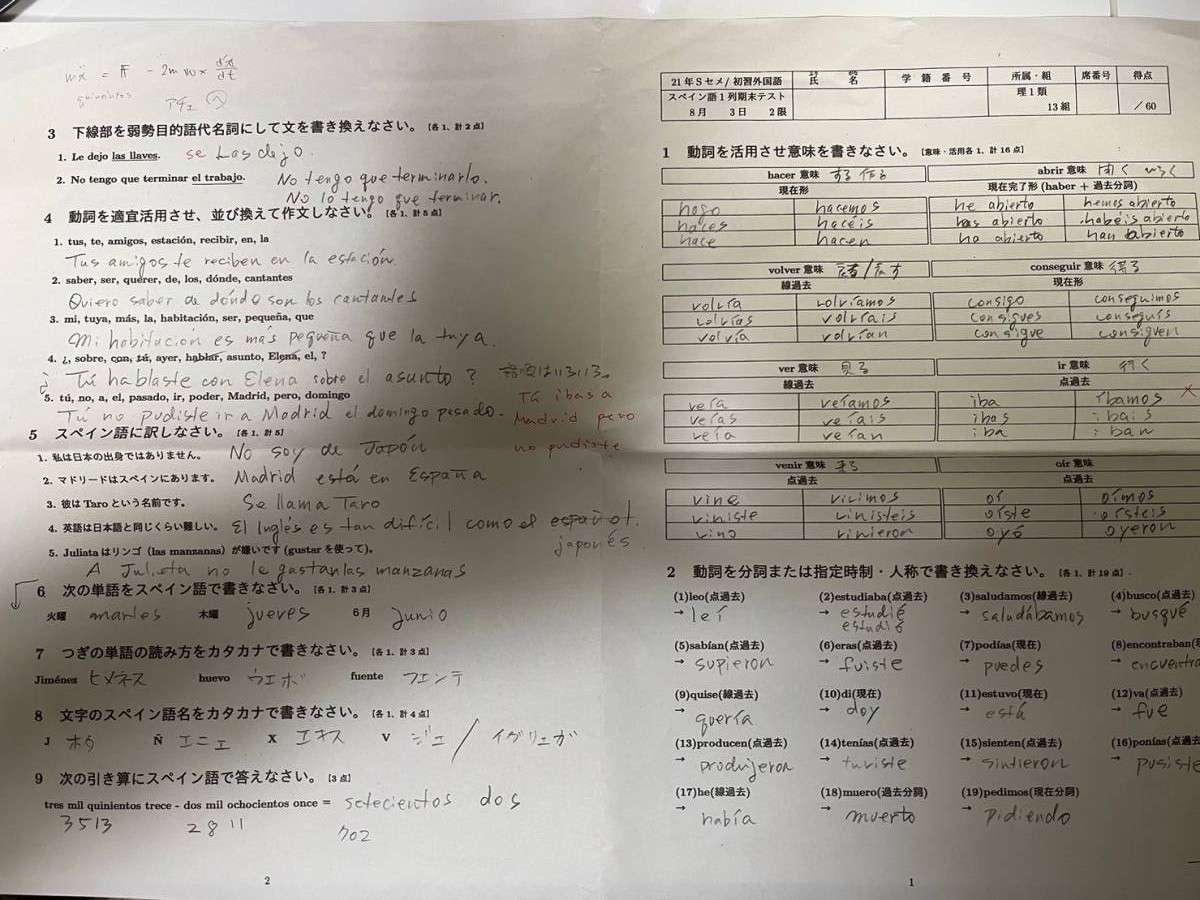 quinientos
3 下線部を弱勢目的語代名詞にして文を書き換えなさい。[各1、計2点]
1. Le dejo las llaves. se Las dejo.
2. No tengo que terminar el trabajo. No tengo que terminarlo.
No lo tengo que terminar.
4 動詞を適宜活用させ、並び換えて作文しなさい。[各1、計5点]
1. tus, te, amigos, estación, recibir, en, la
Tus amigos te reciben en la estación
2. saber, ser, querer, de, los, dónde, cantantes
Quiero saber de dóndo son los cantantes
3. mi, tuya, más, la, habitación, ser, pequeña, que
Mi habitucion es más pequeña que la tuya.
4. ¿, sobre, con, tú, ayer, hablar, asunto, Elena, el, ?
¿ Tú hablaste con Elena sobre el asunto? 語順はいろいろ。
5. tú, no, a, el, pasado, ir, poder, Madrid, pero, domingo
Tú no pudiste ir a Madrid el domingo pasado.
Tú ibas a
Madrid pero
no pudiste
5 スペイン語に訳しなさい。[各1、計5]
1. 私は日本の出身ではありません。 No soy de Japón
2. マドリードはスペインにあります。 Madrid está en España
3. 彼は Taro という名前です。 Se llama Taro
4. 英語は日本語と同じくらい難しい。 El Inglés es tan difícil como el español.
japonés
5. Juliata はリンゴ（las manzanas）が嫌いです（gustar を使って）。
A Julieta no le gastanlas manzanas
6 次の単語をスペイン語で書きなさい。[各1、計3点]
火曜 martes 木曜 jueves 6月 junio
7 つぎの単語の読み方をカタカナで書きなさい。[各1、計3点]
Jiménez ヒメネス huevo ウエボ fuente フエンテ
8 文字のスペイン語名をカタカナで書きなさい。[各1、計4点]
J ホタ Ñ エニェ X エキス V ジェ / イグリエガ
9 次の引き算にスペイン語で答えなさい。[3点]
tres mil quinientos trece - dos mil ochocientos once = setecientos dos
3513 2811 702
2
21年Sセメ/ 初習外国語 氏 名 学 籍 番 号 所属・組 席番号 得点
スペイン語1列期末テスト 理1類
8月 3日 2限 13組 /60
1 動詞を活用させ意味を書きなさい。[意味・活用各1、計16点]
hacer 意味 する 作る abrir 意味 開く ひらく
現在形 現在完了形 (haber + 過去分詞)
hogo hacemos he abierto hemos abierto
haces hacéis has abierto habéis abierto
hace hacen ha abierto han abierto
volver 意味 戻る/戻す conseguir 意味 得る
線過去 現在形
volvía volvíamos consigo conseguimos
volvías volvíais consigues conseguís
volvía volvían consigue consiguen
ver 意味 見る ir 意味 行く
線過去 点過去
veía veíamos iba íbamos ×
veías veíais ibas ibais
veía veían iba iban
venir 意味 来る oír 意味
点過去 点過去
vine vinimos oí oímos
viniste vinisteis oíste oísteis
vino vinieron oyó oyeron
2 動詞を分詞または指定時制・人称で書き換えなさい。[各1、計19点]
(1)leo(点過去) (2)estudiaba(点過去) (3)saludamos(線過去) (4)busco(点過去)
→ leí → estudié → saludábamos → busqué
estudié
(5)sabían(点過去) (6)eras(点過去) (7)podías(現在) (8)encontraban(
→ supieron → fuiste → puedes → encuentra
(9)quise(線過去) (10)di(現在) (11)estuvo(現在) (12)va(点過去)
→ quería → doy → está → fué
(13)producen(点過去) (14)tenías(点過去) (15)sienten(点過去) (16)ponías(点過去
→ produjeron → tuviste → sintieron → pusiste
(17)he(線過去) (18)muero(過去分詞) (19)pedimos(現在分詞)
→ había → muerto → pidiendo
1